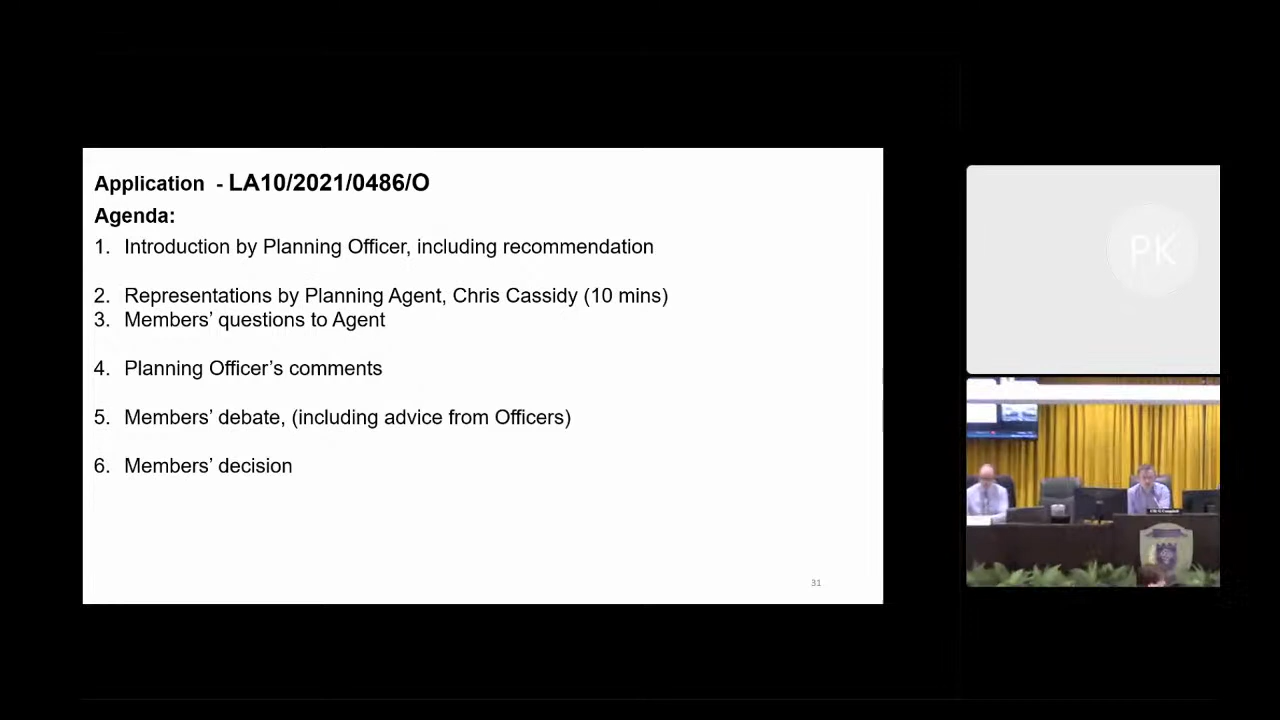 Application - LA10/2021/0486/O
Agenda:
1. Introduction by Planning Officer, including recommendation
2. Representations by Planning Agent, Chris Cassidy (10 mins)
3. Members’ questions to Agent
4. Planning Officer’s comments
5. Members’ debate, (including advice from Officers)
6. Members’ decision
31
PK